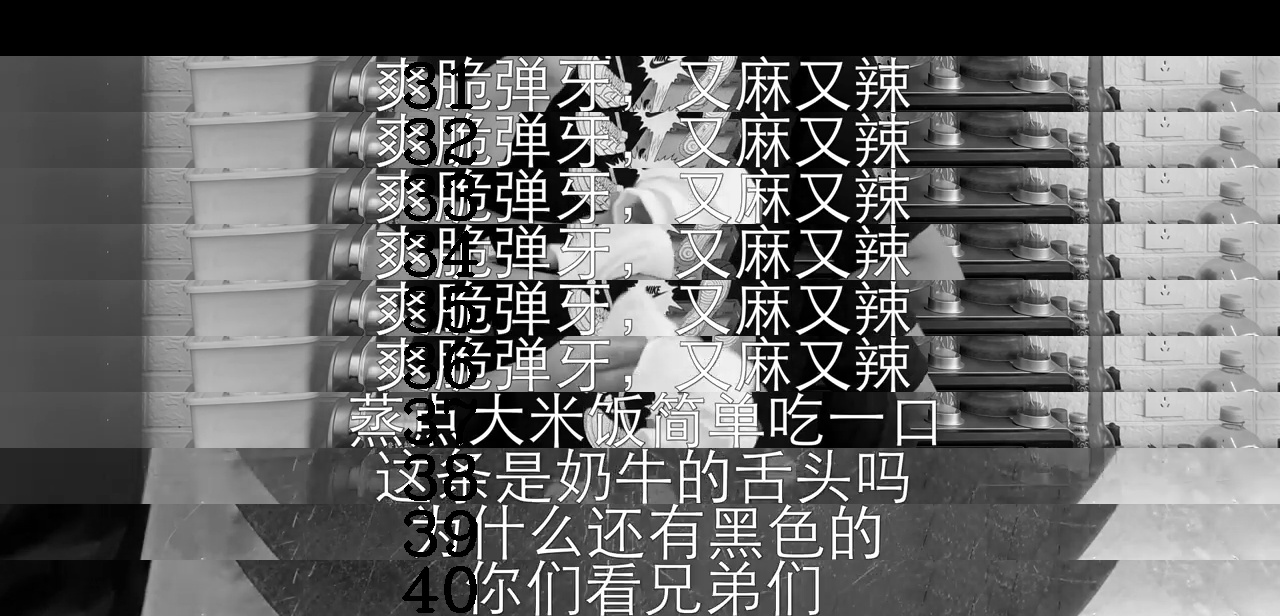 31 爽脆弹牙，又麻又辣
32 爽脆弹牙，又麻又辣
33 爽脆弹牙，又麻又辣
34 爽脆弹牙，又麻又辣
35 爽脆弹牙，又麻又辣
36 爽脆弹牙，又麻又辣
37 蒸点大米饭简单吃一口
38 这条是奶牛的舌头吗
39 为什么还有黑色的
40 你们看兄弟们